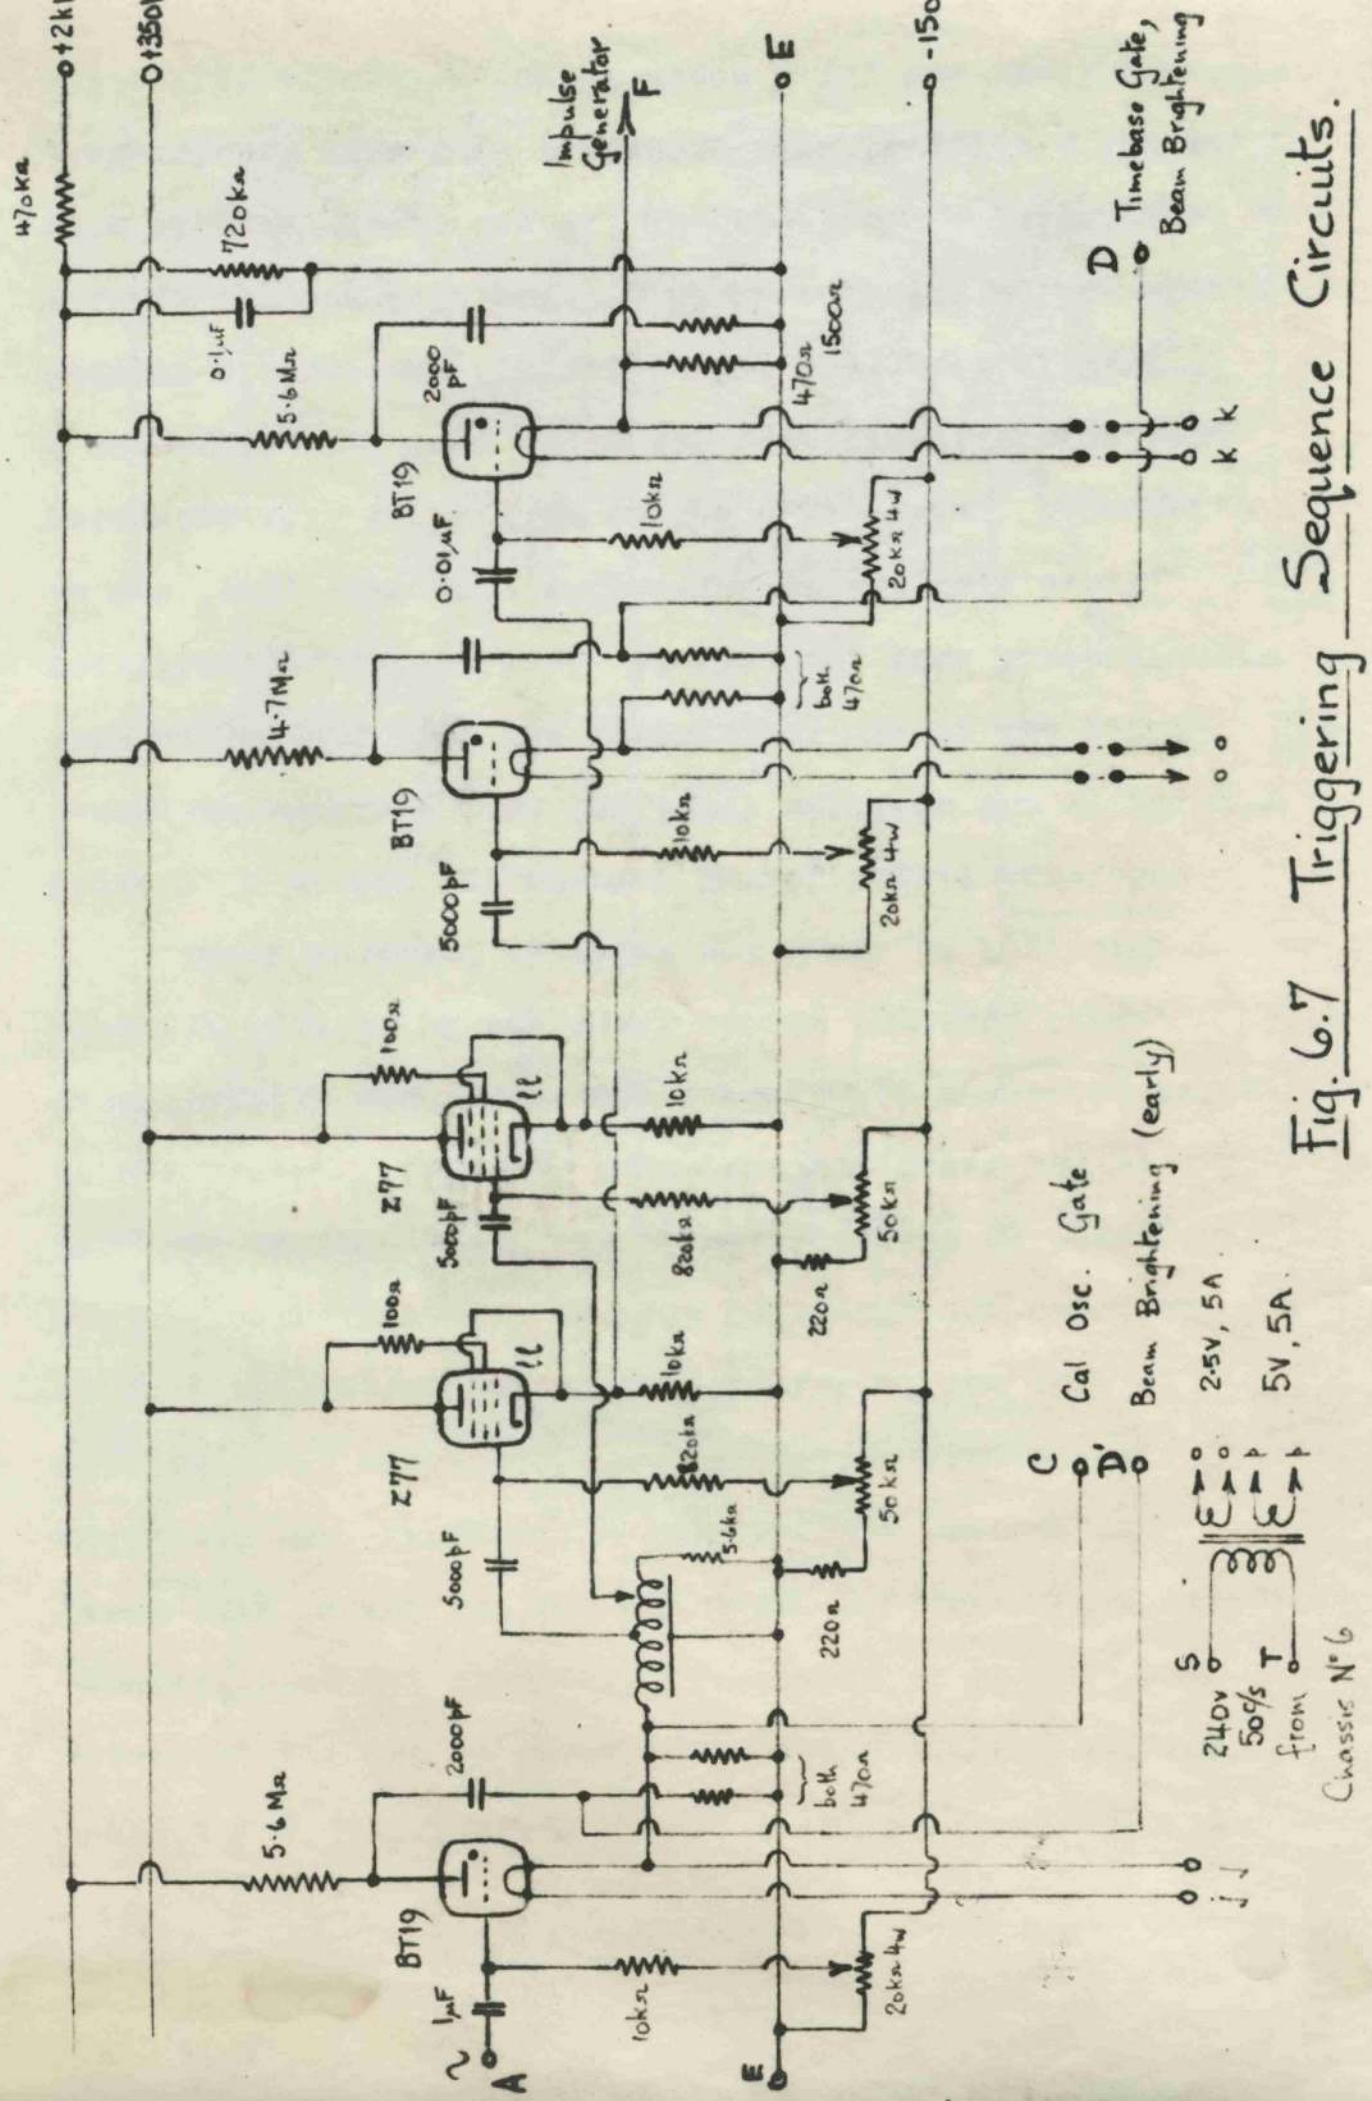 470kΩ
+2k
+350
5.6MΩ
4.7MΩ
5.6MΩ
0.1µF
720kΩ
100Ω
100Ω
~ 1µF
A
BT19
2000pF
5000pF
Z77
ll
5000pF
Z77
ll
5000pF
BT19
0.01µF
BT19
2000
pF
Impulse
Generator
F
10kΩ
820kΩ
10kΩ
820kΩ
10kΩ
10kΩ
10kΩ
5.6kΩ
E
E
both
470Ω
220Ω
220Ω
both
470Ω
470Ω
1500Ω
20kΩ 4W
50kΩ
50kΩ
20kΩ 4W
20kΩ 4W
-150
j j
o o
k k
C Cal Osc. Gate
D' Beam Brightening (early)
D Timebase Gate,
Beam Brightening
240V
50c/s
from
Chassis Nº 6
S
T
o
o
2.5V, 5A
P
P
5V, 5A.
Fig. 6.7 Triggering Sequence Circuits.